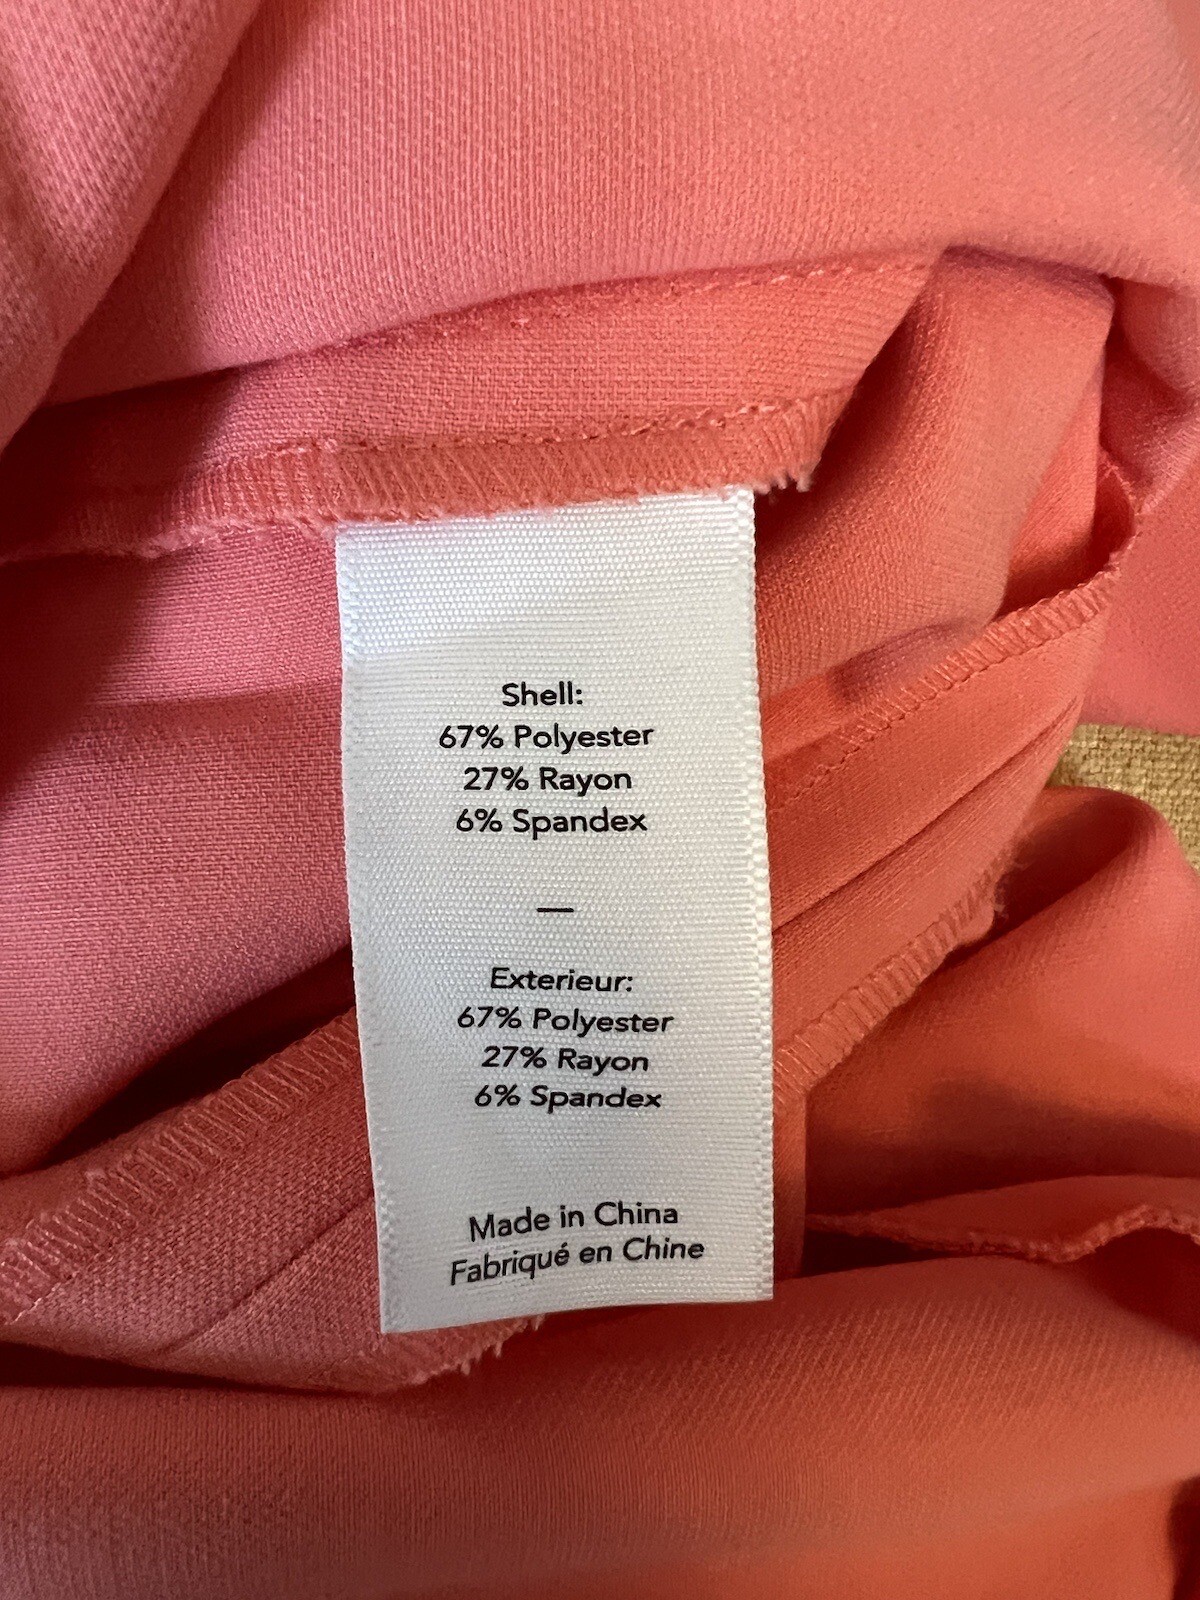 Shell:
67% Polyester
27% Rayon
6% Spandex
—
Exterieur:
67% Polyester
27% Rayon
6% Spandex
Made in China
Fabriqué en Chine